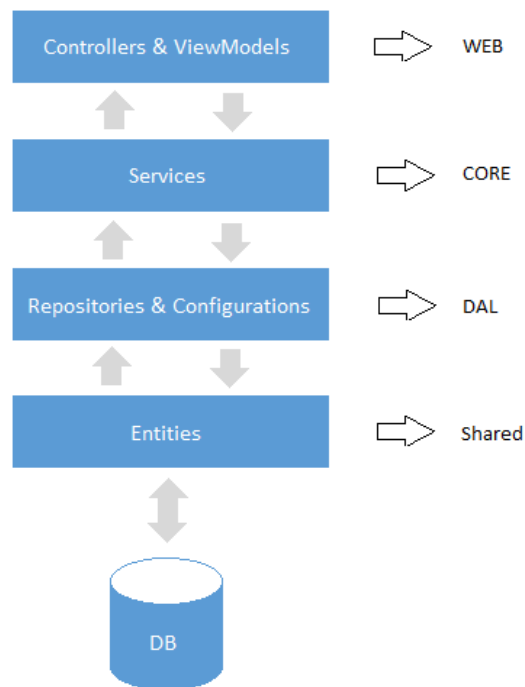 Controllers & ViewModels
WEB
Services
CORE
Repositories & Configurations
DAL
Entities
Shared
DB